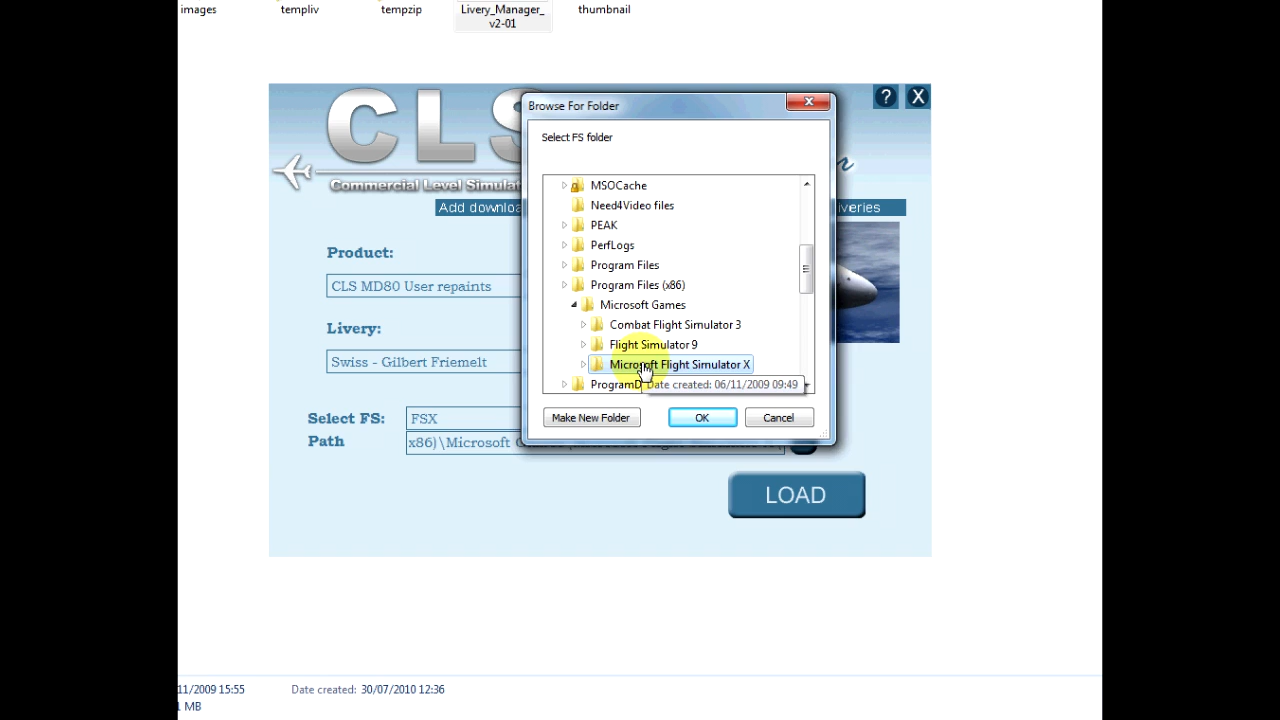 images
templiv
tempzip
Livery_Manager_
v2-01
thumbnail
CLS
Commercial Level Simula
? X
Browse For Folder
Select FS folder
MSOCache
Need4Video files
PEAK
PerfLogs
Program Files
Program Files (x86)
Microsoft Games
Combat Flight Simulator 3
Flight Simulator 9
Microsoft Flight Simulator X
ProgramD
Date created: 06/11/2009 09:49
Make New Folder
OK
Cancel
Add downloa
veries
Product:
CLS MD80 User repaints
Livery:
Swiss - Gilbert Friemelt
Select FS:
FSX
Path
x86)\Microsoft G
LOAD
11/2009 15:55
Date created: 30/07/2010 12:36
1 MB